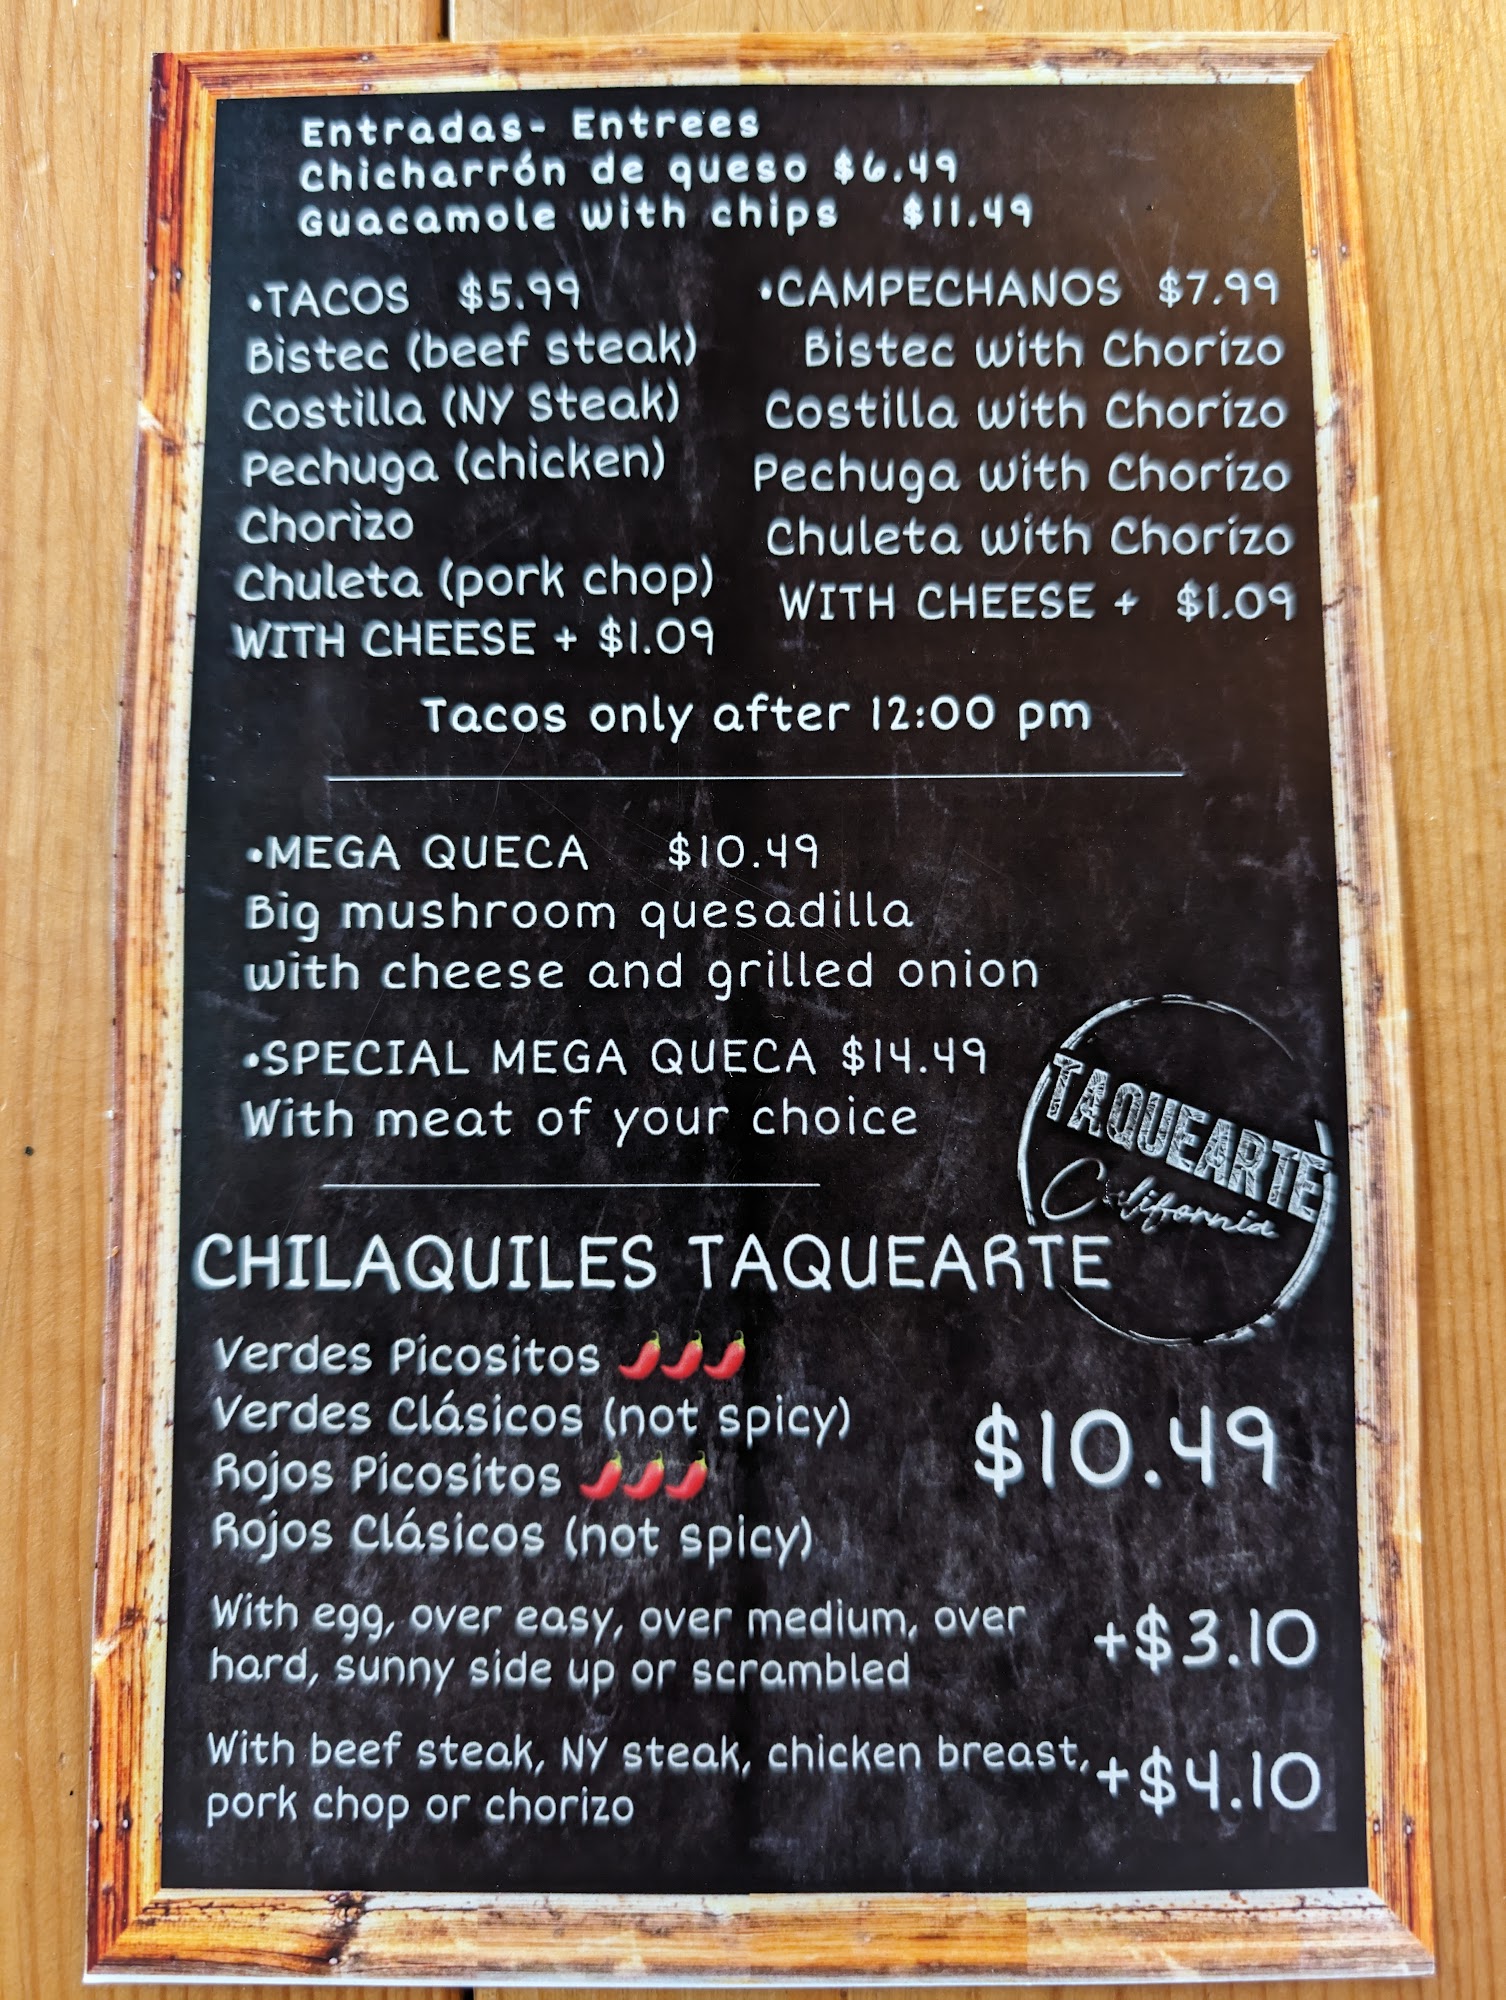 Entradas- Entrees
Chicharrón de queso $6.49
Guacamole with chips $11.49
•TACOS $5.99
Bistec (beef steak)
Costilla (NY Steak)
Pechuga (chicken)
Chorizo
Chuleta (pork chop)
WITH CHEESE + $1.09
•CAMPECHANOS $7.99
Bistec with Chorizo
Costilla with Chorizo
Pechuga with Chorizo
Chuleta with Chorizo
WITH CHEESE + $1.09
Tacos only after 12:00 pm
•MEGA QUECA $10.49
Big mushroom quesadilla
with cheese and grilled onion
•SPECIAL MEGA QUECA $14.49
With meat of your choice
TAQUEARTE
California
CHILAQUILES TAQUEARTE
Verdes Picositos 🌶🌶🌶
Verdes Clásicos (not spicy)
Rojos Picositos 🌶🌶🌶
Rojos Clásicos (not spicy)
$10.49
With egg, over easy, over medium, over
hard, sunny side up or scrambled
+$3.10
With beef steak, NY steak, chicken breast,
pork chop or chorizo
+$4.10